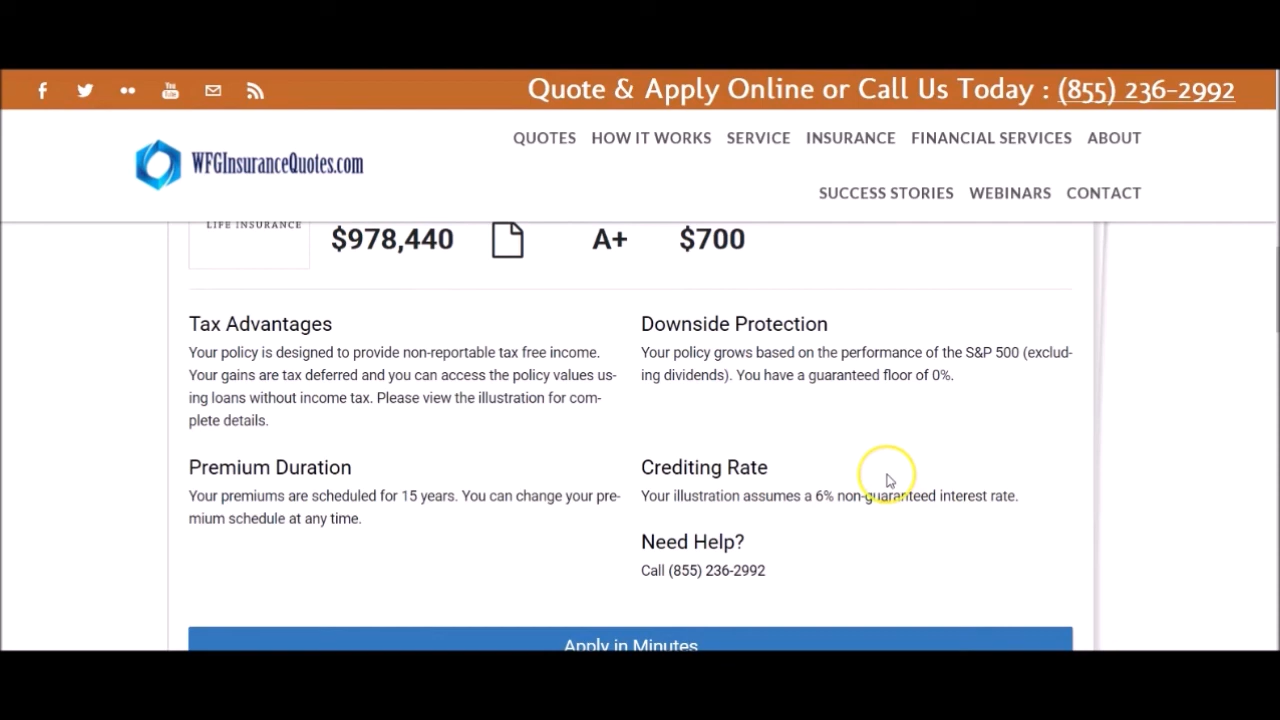 Quote & Apply Online or Call Us Today : (855) 236-2992
WFGInsuranceQuotes.com
QUOTES HOW IT WORKS SERVICE INSURANCE FINANCIAL SERVICES ABOUT
SUCCESS STORIES WEBINARS CONTACT
LIFE INSURANCE
$978,440 A+ $700
Tax Advantages
Your policy is designed to provide non-reportable tax free income.
Your gains are tax deferred and you can access the policy values us-
ing loans without income tax. Please view the illustration for com-
plete details.
Downside Protection
Your policy grows based on the performance of the S&P 500 (exclud-
ing dividends). You have a guaranteed floor of 0%.
Premium Duration
Your premiums are scheduled for 15 years. You can change your pre-
mium schedule at any time.
Crediting Rate
Your illustration assumes a 6% non-guaranteed interest rate.
Need Help?
Call (855) 236-2992
Apply in Minutes